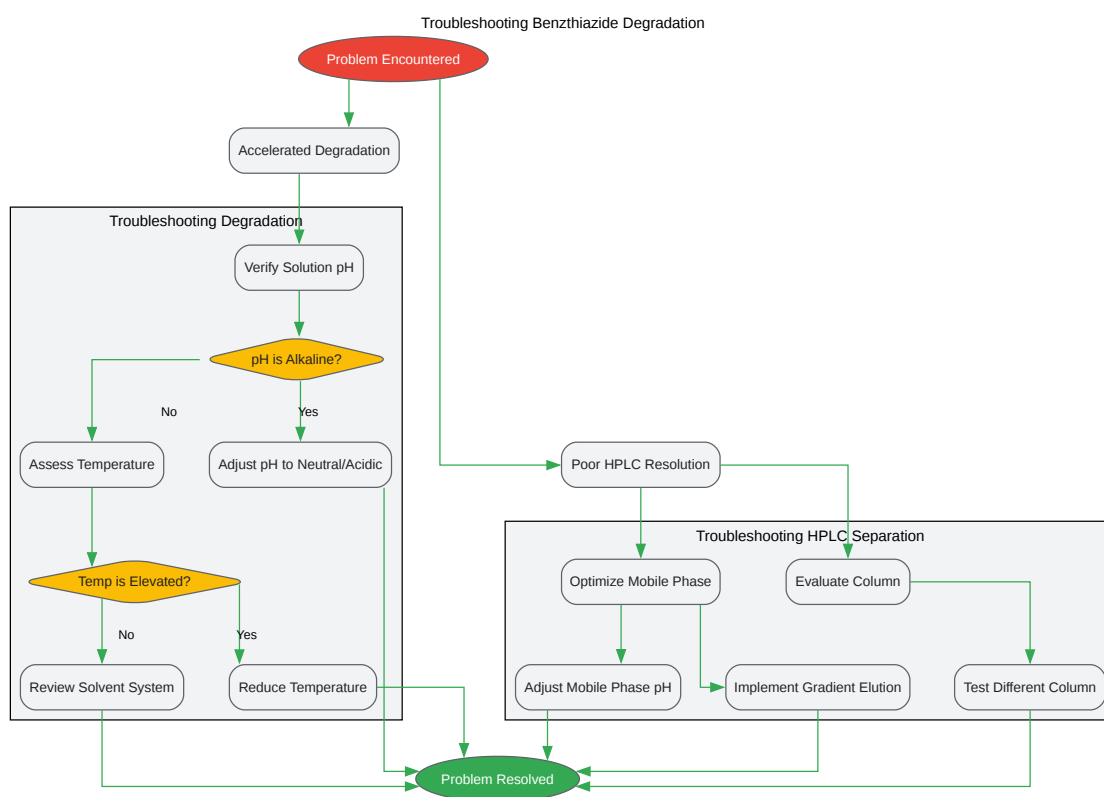 Troubleshooting Benzthiazide Degradation
Problem Encountered
Accelerated Degradation
Troubleshooting Degradation
Verify Solution pH
pH is Alkaline?
No
Yes
Assess Temperature
Adjust pH to Neutral/Acidic
Temp is Elevated?
No
Yes
Review Solvent System
Reduce Temperature
Poor HPLC Resolution
Troubleshooting HPLC Separation
Optimize Mobile Phase
Evaluate Column
Adjust Mobile Phase pH
Implement Gradient Elution
Test Different Column
Problem Resolved